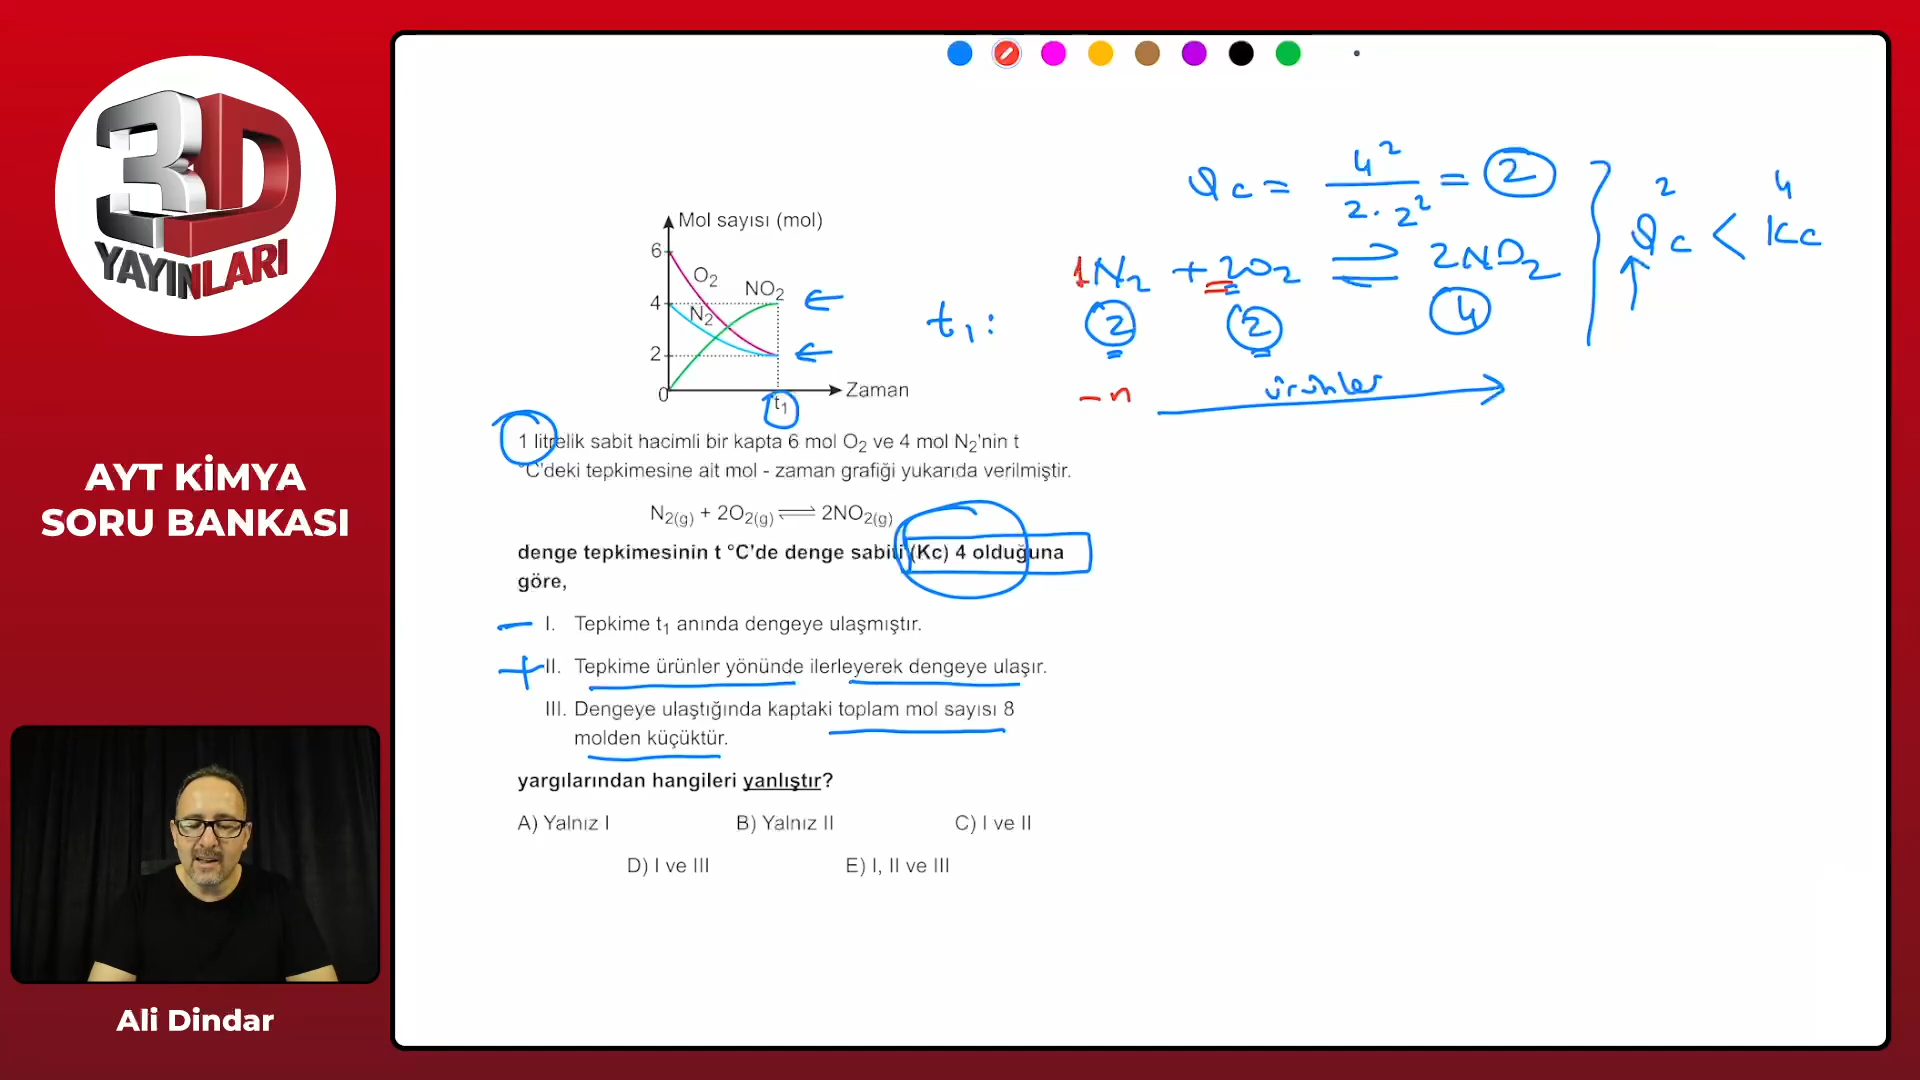 3D
YAYINLARI
AYT KİMYA
SORU BANKASI
Ali Dindar
Mol sayısı (mol)
6
4
2
0
O₂
NO₂
N₂
t₁
Zaman
1 litrelik sabit hacimli bir kapta 6 mol O₂ ve 4 mol N₂'nin t
°C'deki tepkimesine ait mol - zaman grafiği yukarıda verilmiştir.
N₂(g) + 2O₂(g) ⇌ 2NO₂(g)
denge tepkimesinin t °C'de denge sabiti (Kc) 4 olduğuna
göre,
I. Tepkime t₁ anında dengeye ulaşmıştır.
II. Tepkime ürünler yönünde ilerleyerek dengeye ulaşır.
III. Dengeye ulaştığında kaptaki toplam mol sayısı 8
molden küçüktür.
yargılarından hangileri yanlıştır?
A) Yalnız I B) Yalnız II C) I ve II
D) I ve III E) I, II ve III
Qc = 4² / 2 . 2² = 2
1N₂ + 2O₂ ⇌ 2NO₂
t₁: 2 2 4
-n
ürünler
2 4
Qc < Kc